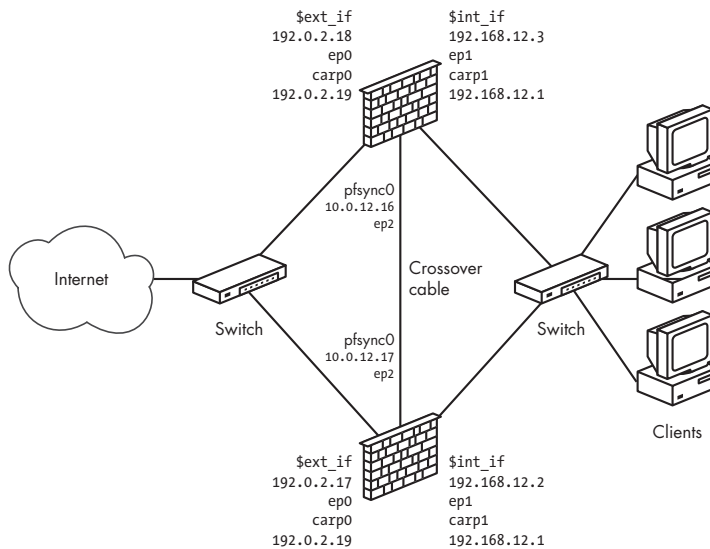 $ext_if
192.0.2.18
ep0
carp0
192.0.2.19
$int_if
192.168.12.3
ep1
carp1
192.168.12.1
pfsync0
10.0.12.16
ep2
Crossover
cable
Internet
Switch
Switch
pfsync0
10.0.12.17
ep2
Clients
$ext_if
192.0.2.17
ep0
carp0
192.0.2.19
$int_if
192.168.12.2
ep1
carp1
192.168.12.1